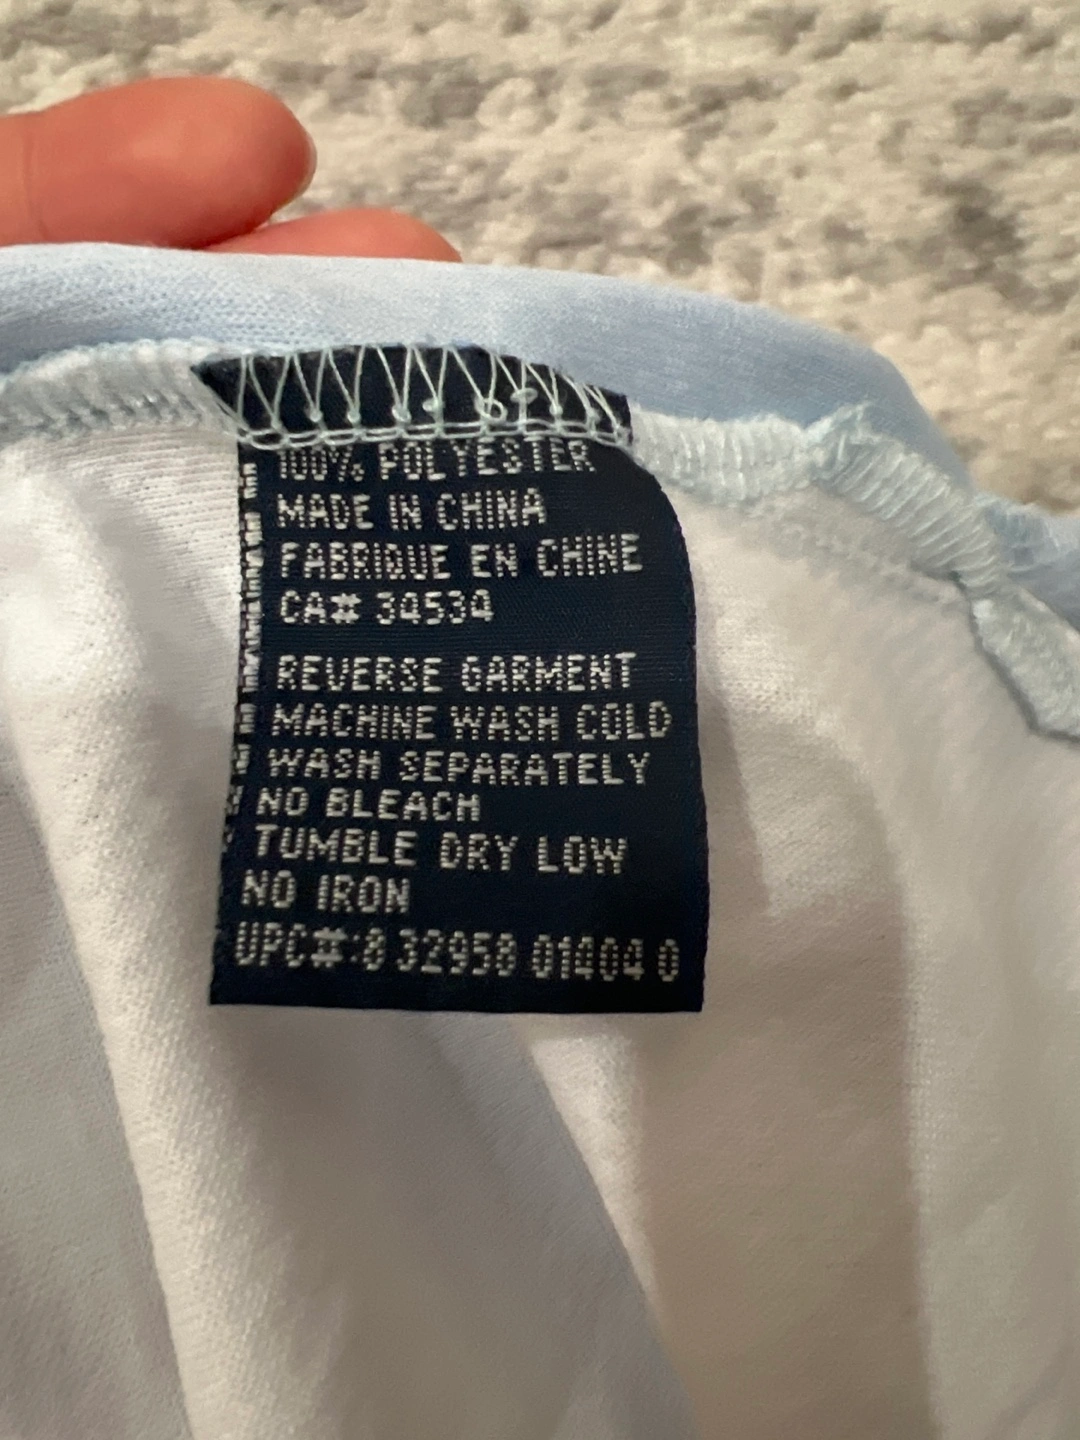 100% POLYESTER
MADE IN CHINA
FABRIQUE EN CHINE
CA# 34534
REVERSE GARMENT
MACHINE WASH COLD
WASH SEPARATELY
NO BLEACH
TUMBLE DRY LOW
NO IRON
UPC#:8 32958 01404 0